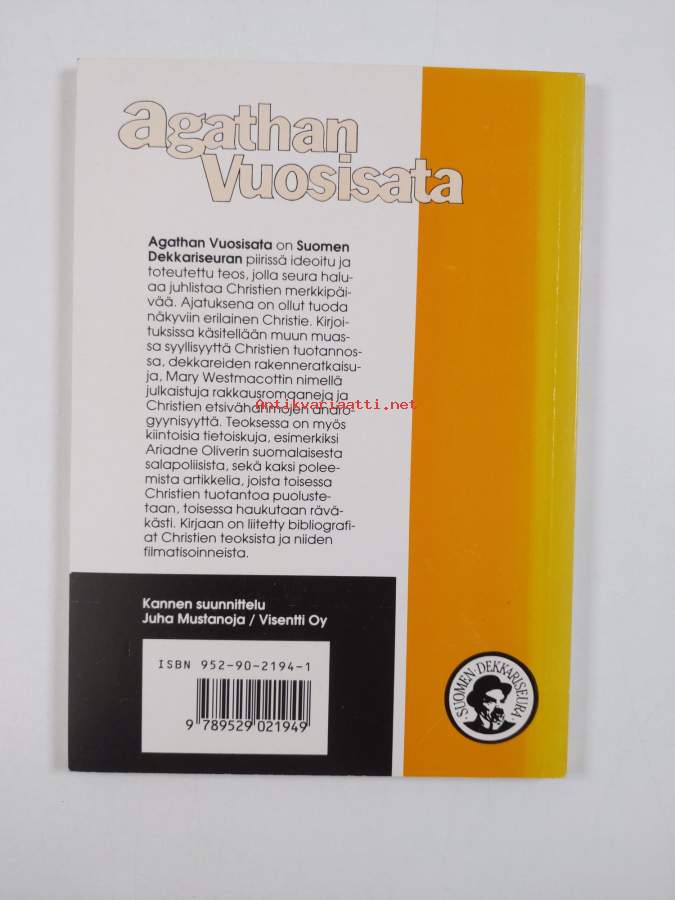 agathan
Vuosisata
Agathan Vuosisata on Suomen
Dekkariseuran piirissä ideoitu ja
toteutettu teos, jolla seura halu-
aa juhlistaa Christien merkkipäi-
vää. Ajatuksena on ollut tuoda
näkyviin erilainen Christie. Kirjoi-
tuksissa käsitellään muun muas-
sa syyllisyyttä Christien tuotannos-
sa, dekkareiden rakenneratkaisu-
ja, Mary Westmacottin nimellä
julkaistuja rakkausromaaneja ja
Antikvariaatti.net
Christien etsivähahmojen andro-
gyynisyyttä. Teoksessa on myös
kiintoisia tietoiskuja, esimerkiksi
Ariadne Oliverin suomalaisesta
salapoliisista, sekä kaksi polee-
mista artikkelia, joista toisessa
Christien tuotantoa puoluste-
taan, toisessa haukutaan rävä-
kästi. Kirjaan on liitetty bibliografi-
at Christien teoksista ja niiden
filmatisoinneista.
Kannen suunnittelu
Juha Mustanoja / Visentti Oy
ISBN 952-90-2194-1
9 789529 021949
· SUOMEN · DEKKARISEURA ·